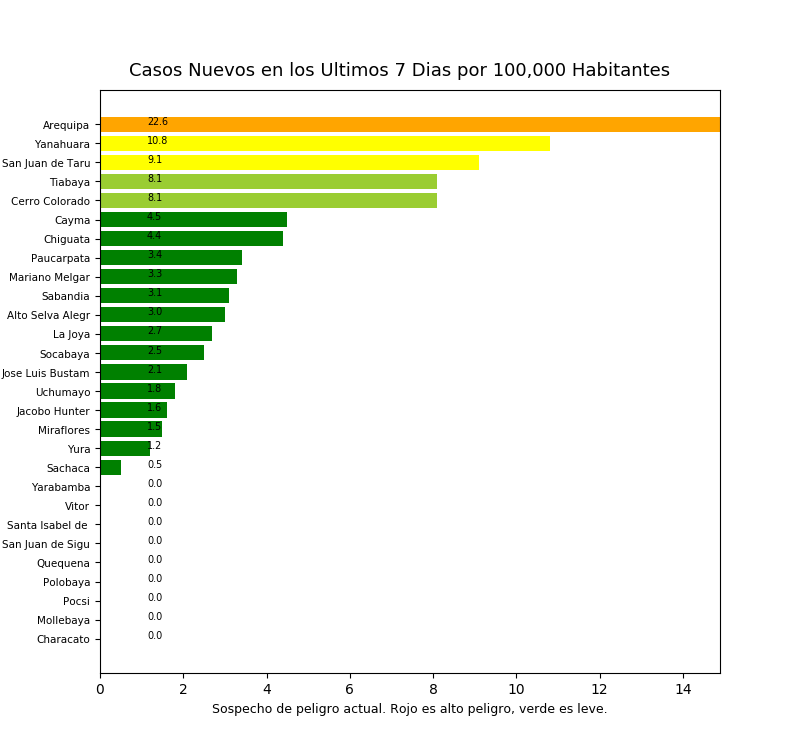 Casos Nuevos en los Ultimos 7 Dias por 100,000 Habitantes
Arequipa 22.6
Yanahuara 10.8
San Juan de Taru 9.1
Tiabaya 8.1
Cerro Colorado 8.1
Cayma 4.5
Chiguata 4.4
Paucarpata 3.4
Mariano Melgar 3.3
Sabandia 3.1
Alto Selva Alegr 3.0
La Joya 2.7
Socabaya 2.5
Jose Luis Bustam 2.1
Uchumayo 1.8
Jacobo Hunter 1.6
Miraflores 1.5
Yura 1.2
Sachaca 0.5
Yarabamba 0.0
Vitor 0.0
Santa Isabel de 0.0
San Juan de Sigu 0.0
Quequena 0.0
Polobaya 0.0
Pocsi 0.0
Mollebaya 0.0
Characato 0.0
0 2 4 6 8 10 12 14
Sospecho de peligro actual. Rojo es alto peligro, verde es leve.